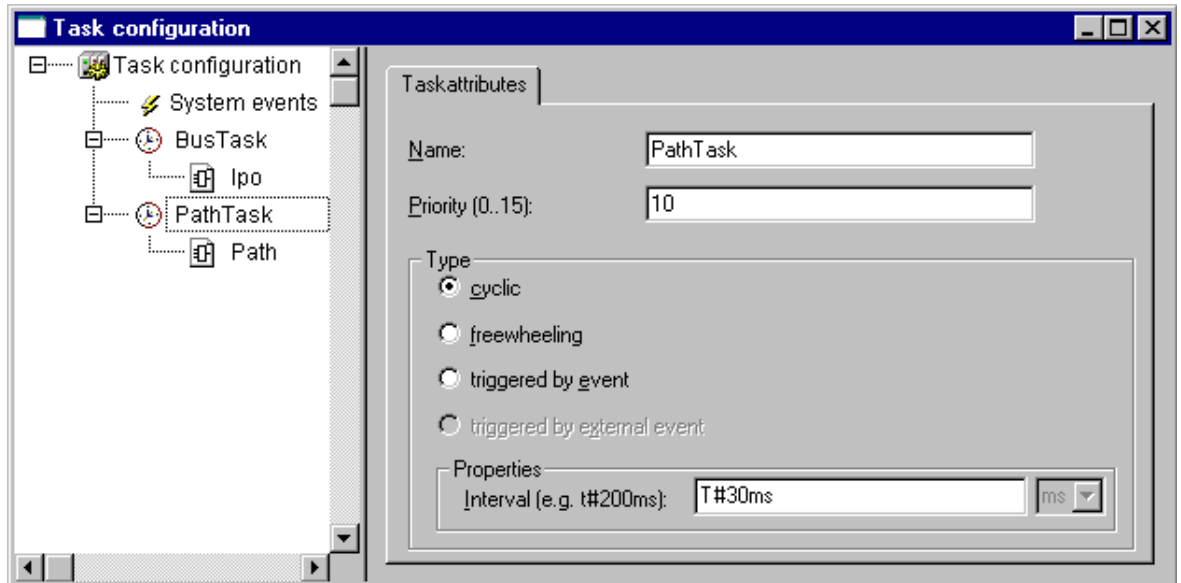 Task configuration
Task configuration
System events
BusTask
Ipo
PathTask
Path
Taskattributes
Name: PathTask
Priority (0..15): 10
Type
cyclic
freewheeling
triggered by event
triggered by external event
Properties
Interval (e.g. t#200ms): T#30ms ms